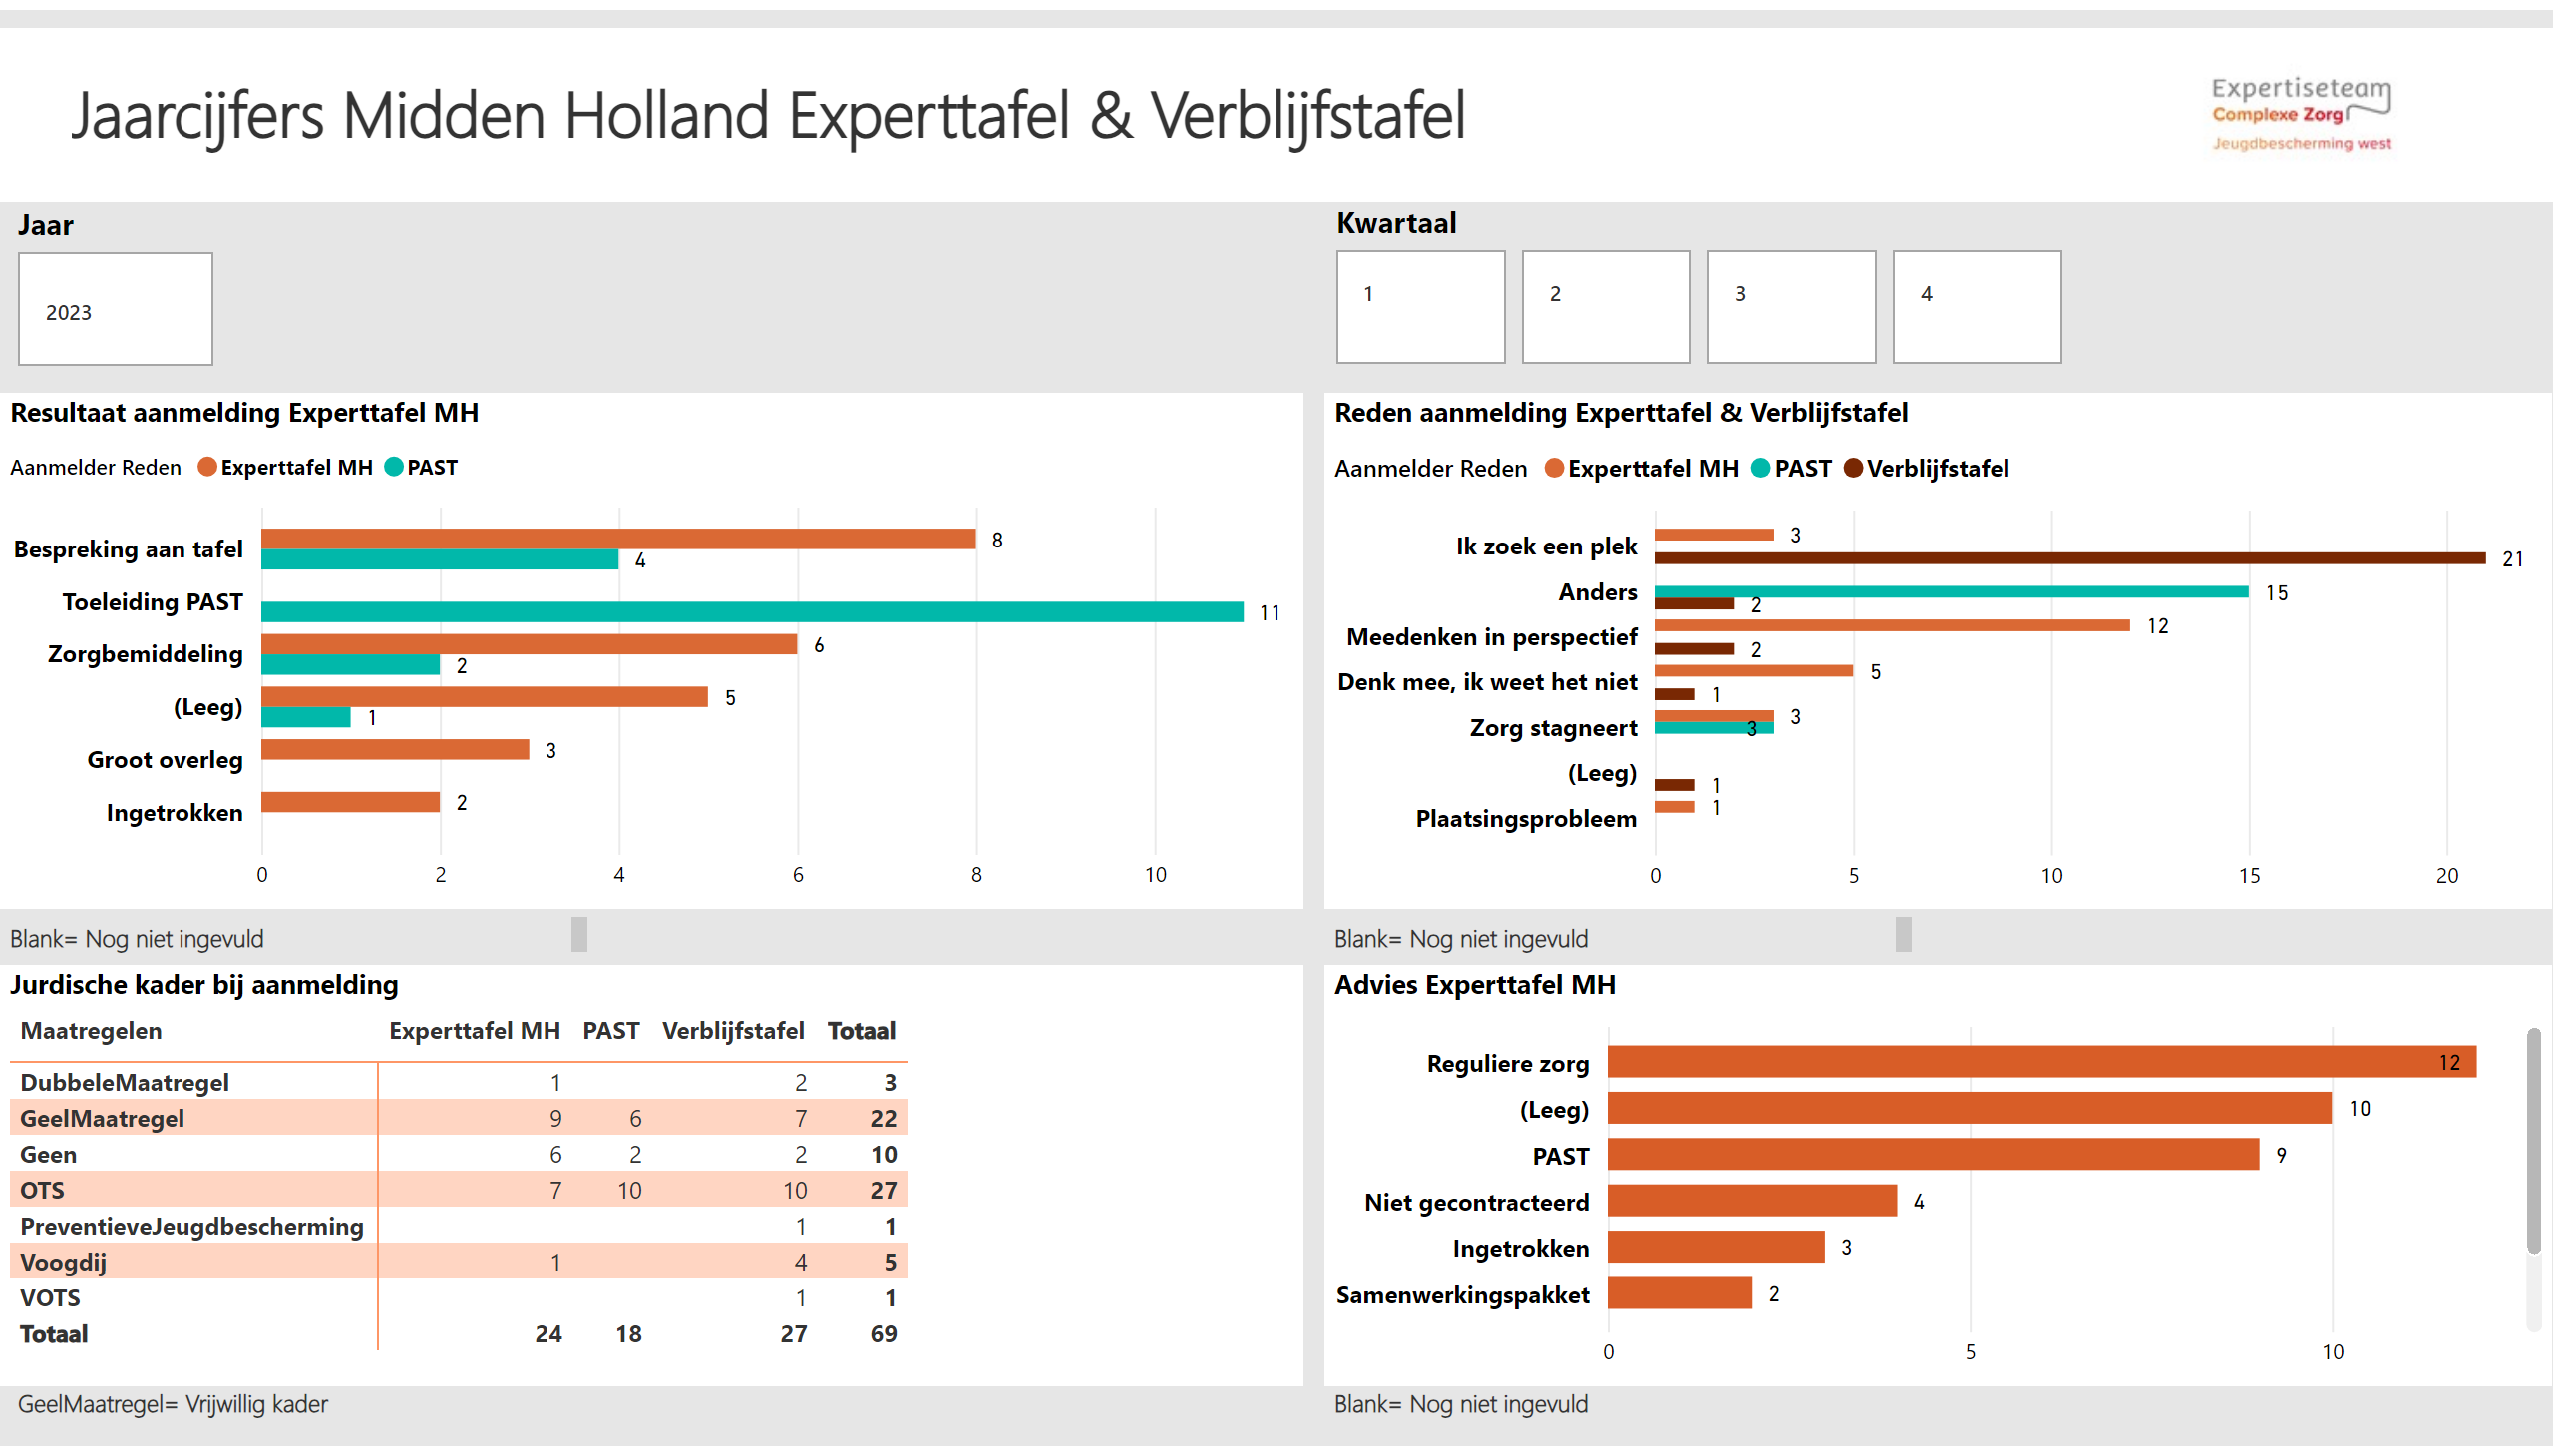 Jaarcijfers Midden Holland Experttafel & Verblijfstafel
Expertiseteam
Complexe Zorg
Jeugdbescherming west
Jaar
2023
Kwartaal
1
2
3
4
Resultaat aanmelding Experttafel MH
Aanmelder Reden Experttafel MH PAST
Bespreking aan tafel 8 4
Toeleiding PAST 11
Zorgbemiddeling 6 2
(Leeg) 5 1
Groot overleg 3
Ingetrokken 2
0 2 4 6 8 10
Blank= Nog niet ingevuld
Reden aanmelding Experttafel & Verblijfstafel
Aanmelder Reden Experttafel MH PAST Verblijfstafel
Ik zoek een plek 3 21
Anders 15 2
Meedenken in perspectief 12 2
Denk mee, ik weet het niet 5 1
Zorg stagneert 3 3
(Leeg) 1
Plaatsingsprobleem 1
0 5 10 15 20
Blank= Nog niet ingevuld
Jurdische kader bij aanmelding
Maatregelen Experttafel MH PAST Verblijfstafel Totaal
DubbeleMaatregel 1 2 3
GeelMaatregel 9 6 7 22
Geen 6 2 2 10
OTS 7 10 10 27
PreventieveJeugdbescherming 1 1
Voogdij 1 4 5
VOTS 1 1
Totaal 24 18 27 69
GeelMaatregel= Vrijwillig kader
Advies Experttafel MH
Reguliere zorg 12
(Leeg) 10
PAST 9
Niet gecontracteerd 4
Ingetrokken 3
Samenwerkingspakket 2
0 5 10
Blank= Nog niet ingevuld